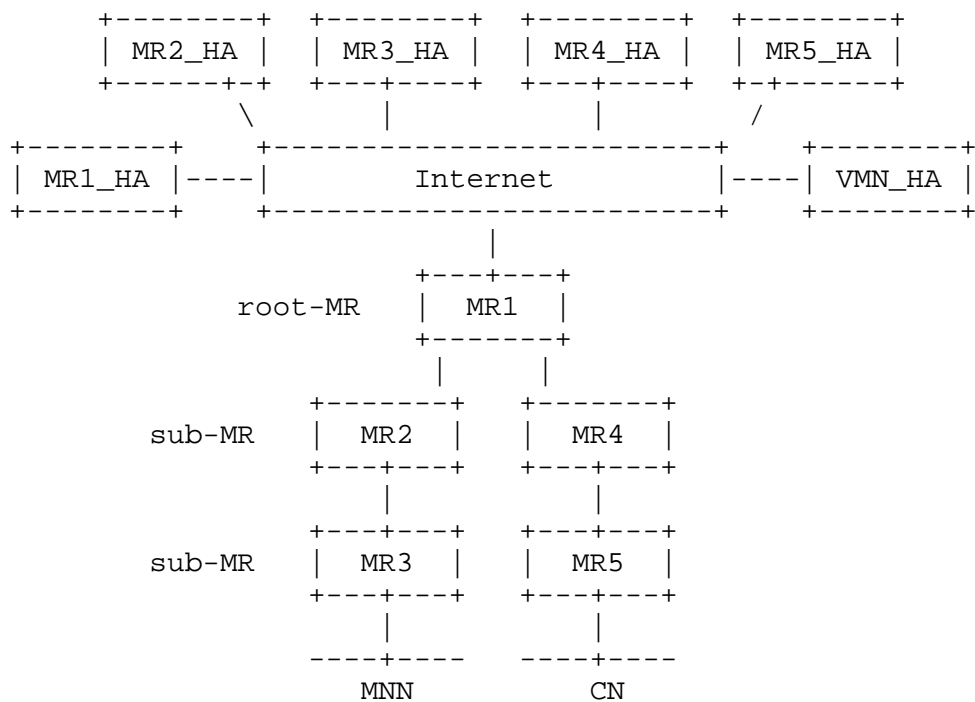 MR2_HA MR3_HA MR4_HA MR5_HA
MR1_HA Internet VMN_HA
root-MR MR1
sub-MR MR2 MR4
sub-MR MR3 MR5
MNN CN